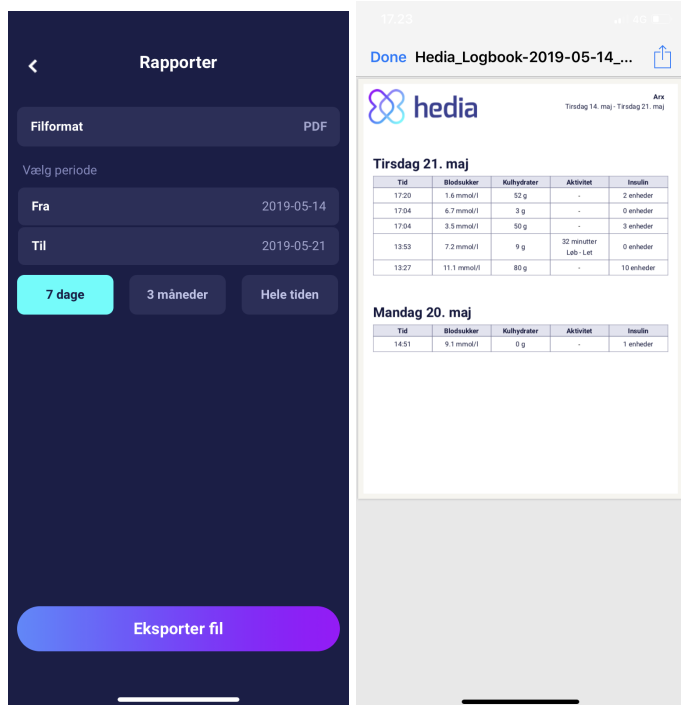 Rapporter
Filformat PDF
Vælg periode
Fra 2019-05-14
Til 2019-05-21
7 dage 3 måneder Hele tiden
Eksporter fil
17.23 4G
Done Hedia_Logbook-2019-05-14_...
hedia
Arx
Tirsdag 14. maj - Tirsdag 21. maj
Tirsdag 21. maj
Tid Blodsukker Kulhydrater Aktivitet Insulin
17:20 1.6 mmol/l 52 g - 2 enheder
17:04 6.7 mmol/l 3 g - 0 enheder
17:04 3.5 mmol/l 50 g - 3 enheder
13:53 7.2 mmol/l 9 g 32 minutter Løb - Let 0 enheder
13:27 11.1 mmol/l 80 g - 10 enheder
Mandag 20. maj
Tid Blodsukker Kulhydrater Aktivitet Insulin
14:51 9.1 mmol/l 0 g - 1 enheder